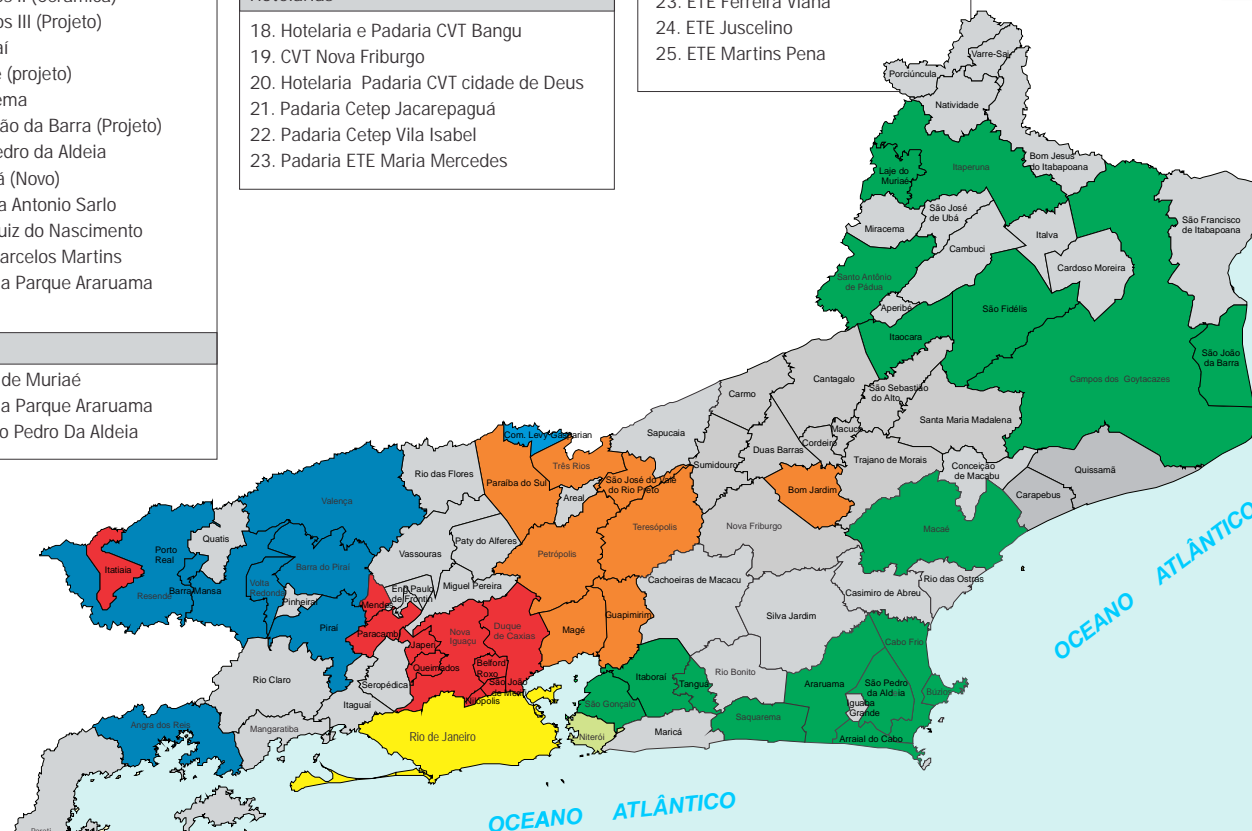 os III (Projeto)
aí
e (projeto)
ema
ão da Barra (Projeto)
edro da Aldeia
á (Novo)
a Antonio Sarlo
uiz do Nascimento
arcelos Martins
a Parque Araruama
de Muriaé
a Parque Araruama
o Pedro Da Aldeia
18. Hotelaria e Padaria CVT Bangu
19. CVT Nova Friburgo
20. Hotelaria Padaria CVT cidade de Deus
21. Padaria Cetep Jacarepaguá
22. Padaria Cetep Vila Isabel
23. Padaria ETE Maria Mercedes
23. ETE Ferreira Viana
24. ETE Juscelino
25. ETE Martins Pena
Varre-Sai
Porciúncula
Natividade
Bom Jesus
do Itabapoana
Itaperuna
Laje do
Muriaé
São José
de Ubá
Miracema
Italva
São Francisco
de Itabapoana
Cambuci
Cardoso Moreira
Santo Antônio
de Pádua
Aperibé
São Fidélis
Itaocara
São João
da Barra
Campos dos Goytacazes
Cantagalo
Carmo
São Sebastião
do Alto
Santa Maria Madalena
Macuco
Cordeiro
Duas Barras
Sapucaia
Com. Levy Gasparian
Sumidouro
Trajano de Morais
Conceição
de Macabu
Quissamã
Carapebus
Três Rios
Rio das Flores
Paraíba do Sul
São José do Vale
do Rio Preto
Bom Jardim
Areal
Valença
Teresópolis
Nova Friburgo
Macaé
Quatis
Paty do Alferes
Vassouras
Petrópolis
Porto
Real
Itatiaia
Barra do Piraí
Cachoeiras de Macacu
Rio das Ostras
Miguel Pereira
Eng Paulo
de Frontin
Volta
Redonda
Barra Mansa
Resende
Pinheiral
Mendes
Casimiro de Abreu
Silva Jardim
Guapimirim
Magé
Piraí
Paracambi
Japeri
Nova
Iguaçu
Duque
de Caxias
Cabo Frio
Queimados
Belford
Roxo
Itaboraí
Tanguá
Rio Bonito
Rio Claro
Seropédica
São João
de Meriti
Nilópolis
Araruama
São Pedro
da Aldeia
Búzios
Iguaba
Grande
São Gonçalo
Itaguaí
Saquarema
Angra dos Reis
Mangaratiba
Rio de Janeiro
Niterói
Maricá
Arraial do Cabo
OCEANO ATLÂNTICO
OCEANO ATLÂNTICO